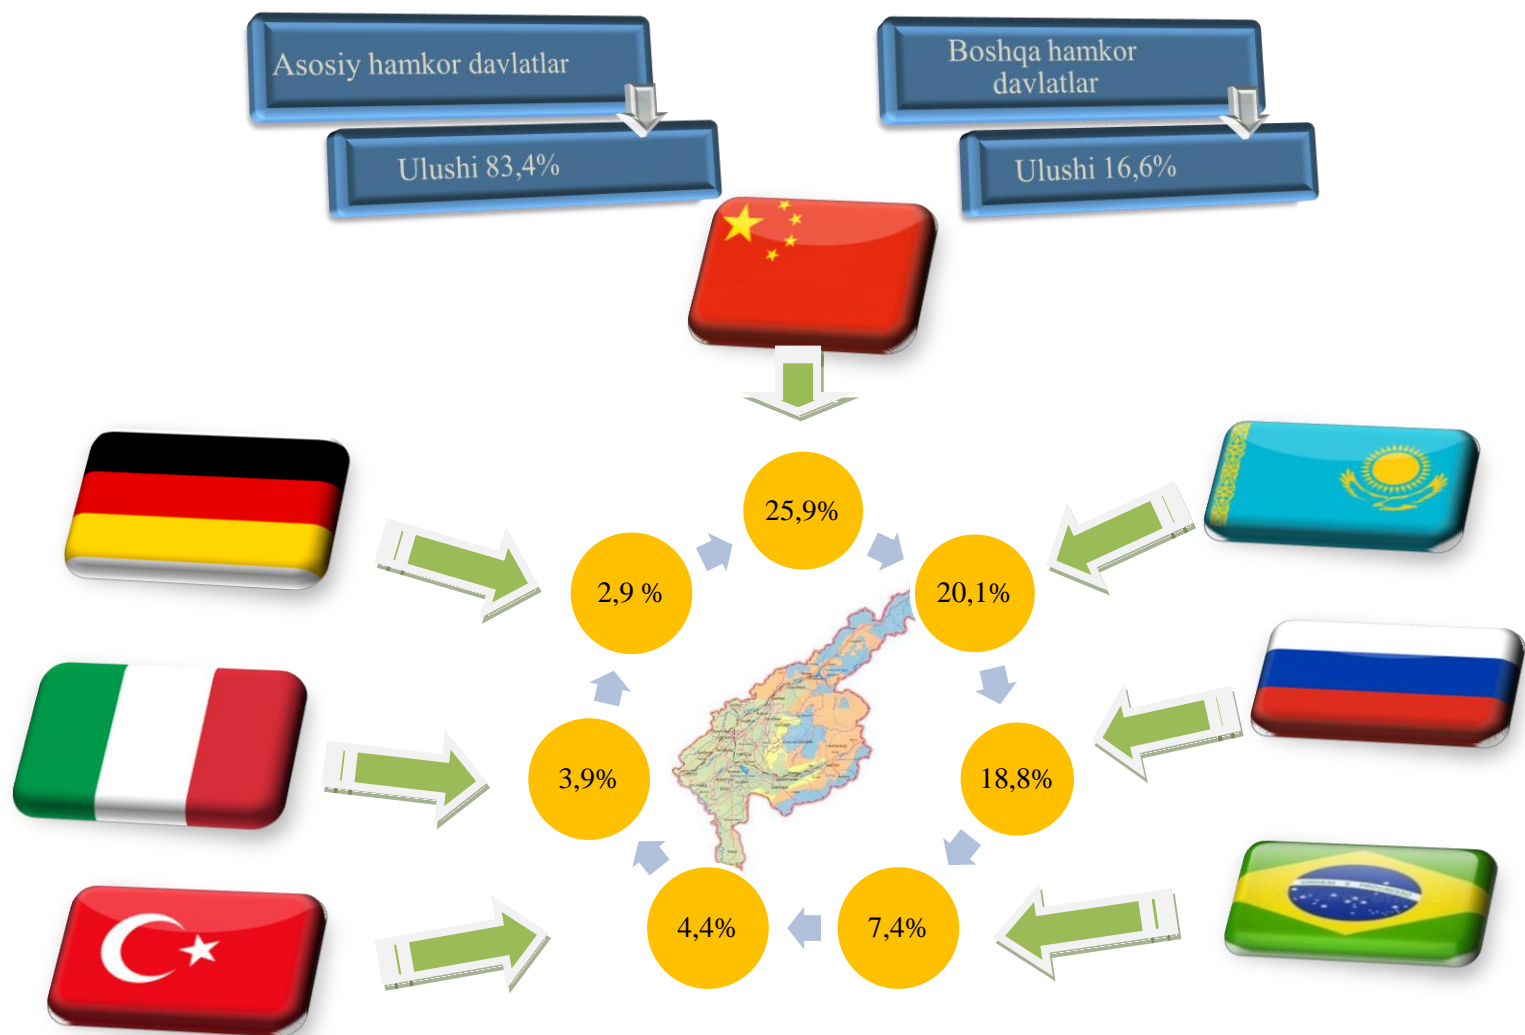 Asosiy hamkor davlatlar
Ulushi 83,4%
Boshqa hamkor
davlatlar
Ulushi 16,6%
25,9%
20,1%
18,8%
7,4%
4,4%
3,9%
2,9 %